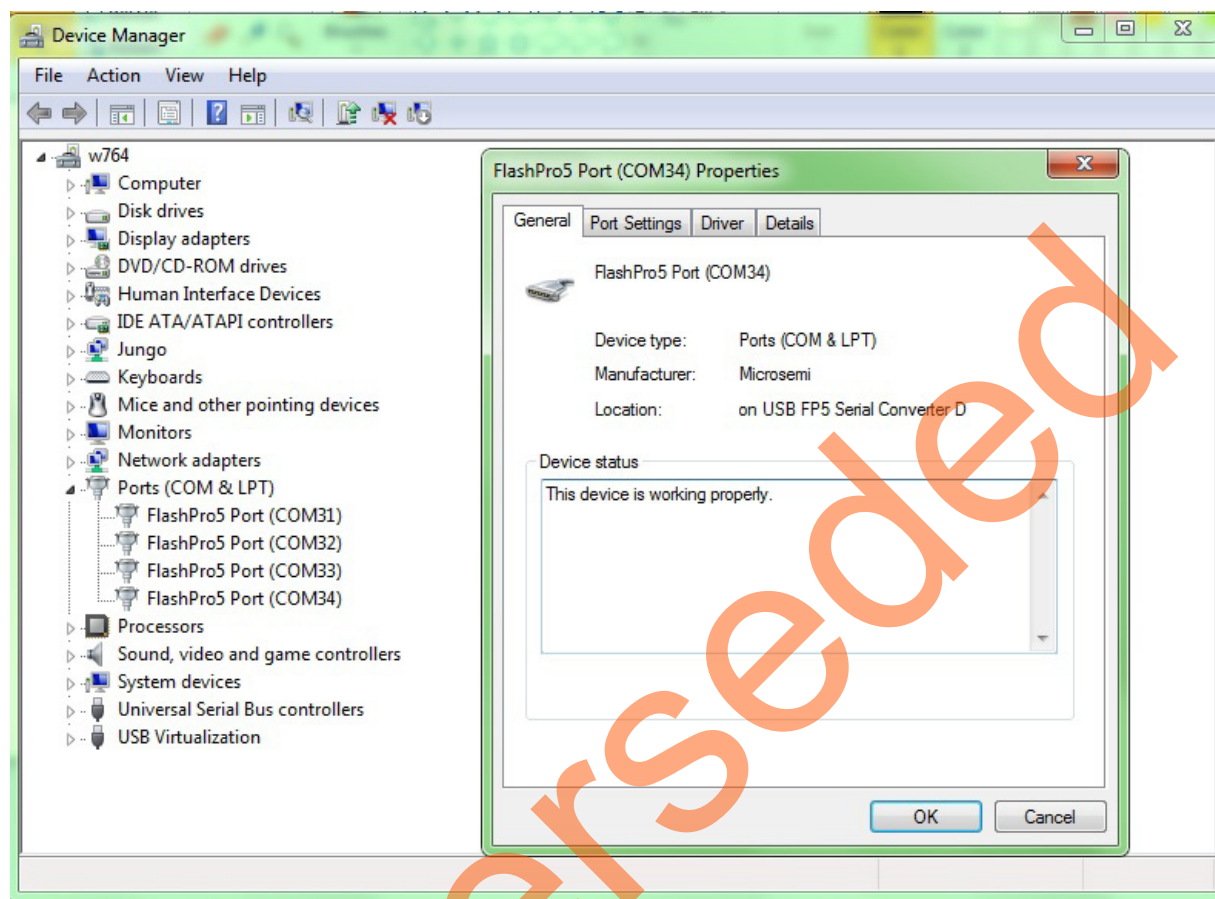 Device Manager
File Action View Help
w764
Computer
Disk drives
Display adapters
DVD/CD-ROM drives
Human Interface Devices
IDE ATA/ATAPI controllers
Jungo
Keyboards
Mice and other pointing devices
Monitors
Network adapters
Ports (COM & LPT)
FlashPro5 Port (COM31)
FlashPro5 Port (COM32)
FlashPro5 Port (COM33)
FlashPro5 Port (COM34)
Processors
Sound, video and game controllers
System devices
Universal Serial Bus controllers
USB Virtualization
FlashPro5 Port (COM34) Properties
General Port Settings Driver Details
FlashPro5 Port (COM34)
Device type: Ports (COM & LPT)
Manufacturer: Microsemi
Location: on USB FP5 Serial Converter D
Device status
This device is working properly.
OK Cancel
erseded